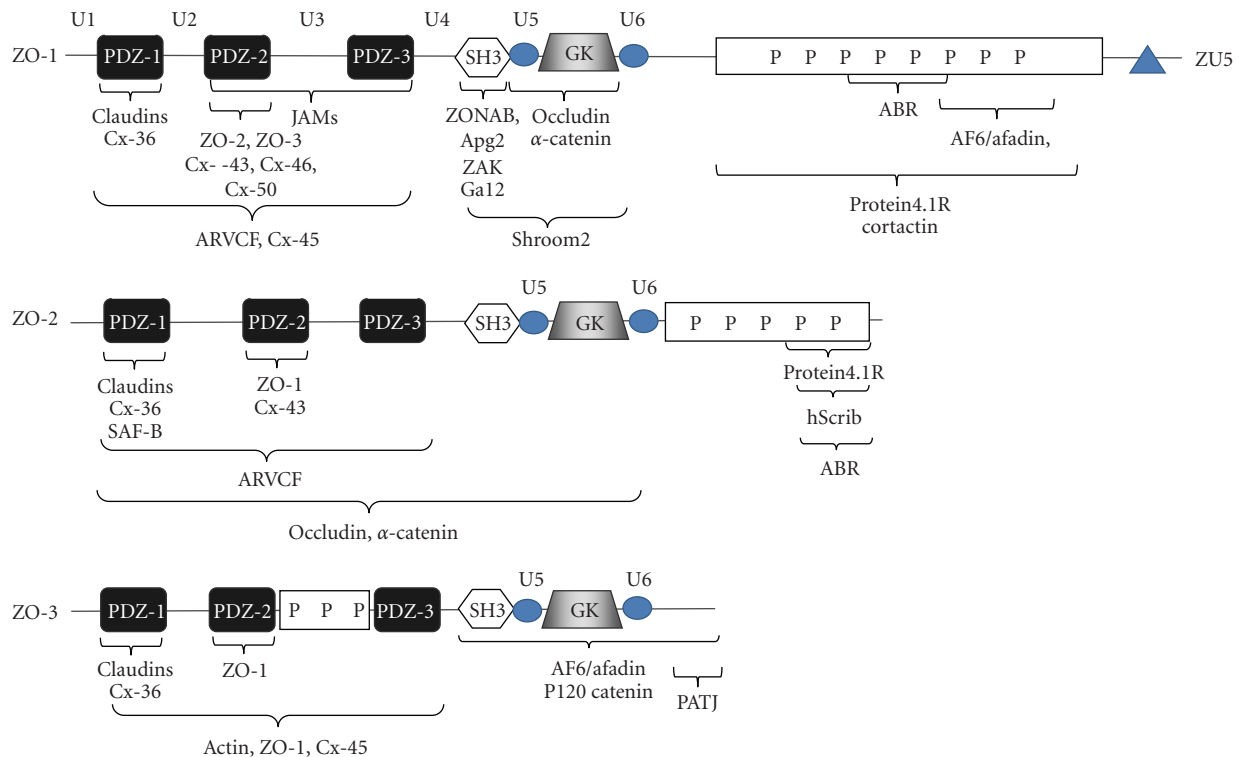 U1 U2 U3 U4 U5 U6
ZO-1 PDZ-1 PDZ-2 PDZ-3 SH3 GK P P P P P P P P ZU5
Claudins
Cx-36
JAMs
ZO-2, ZO-3
Cx- -43, Cx-46,
Cx-50
ARVCF, Cx-45
ZONAB,
Apg2
ZAK
Ga12
Occludin
α-catenin
Shroom2
ABR
AF6/afadin,
Protein4.1R
cortactin
U5 U6
ZO-2 PDZ-1 PDZ-2 PDZ-3 SH3 GK P P P P P
Claudins
Cx-36
SAF-B
ZO-1
Cx-43
ARVCF
Occludin, α-catenin
Protein4.1R
hScrib
ABR
U5 U6
ZO-3 PDZ-1 PDZ-2 P P P PDZ-3 SH3 GK
Claudins
Cx-36
ZO-1
Actin, ZO-1, Cx-45
AF6/afadin
P120 catenin
PATJ